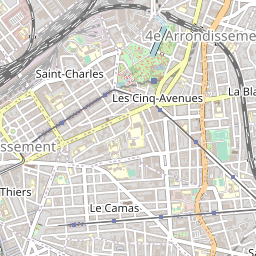 4e Arrondissement
Saint-Charles
Les Cinq-Avenues
La Bla
issement
Thiers
Le Camas